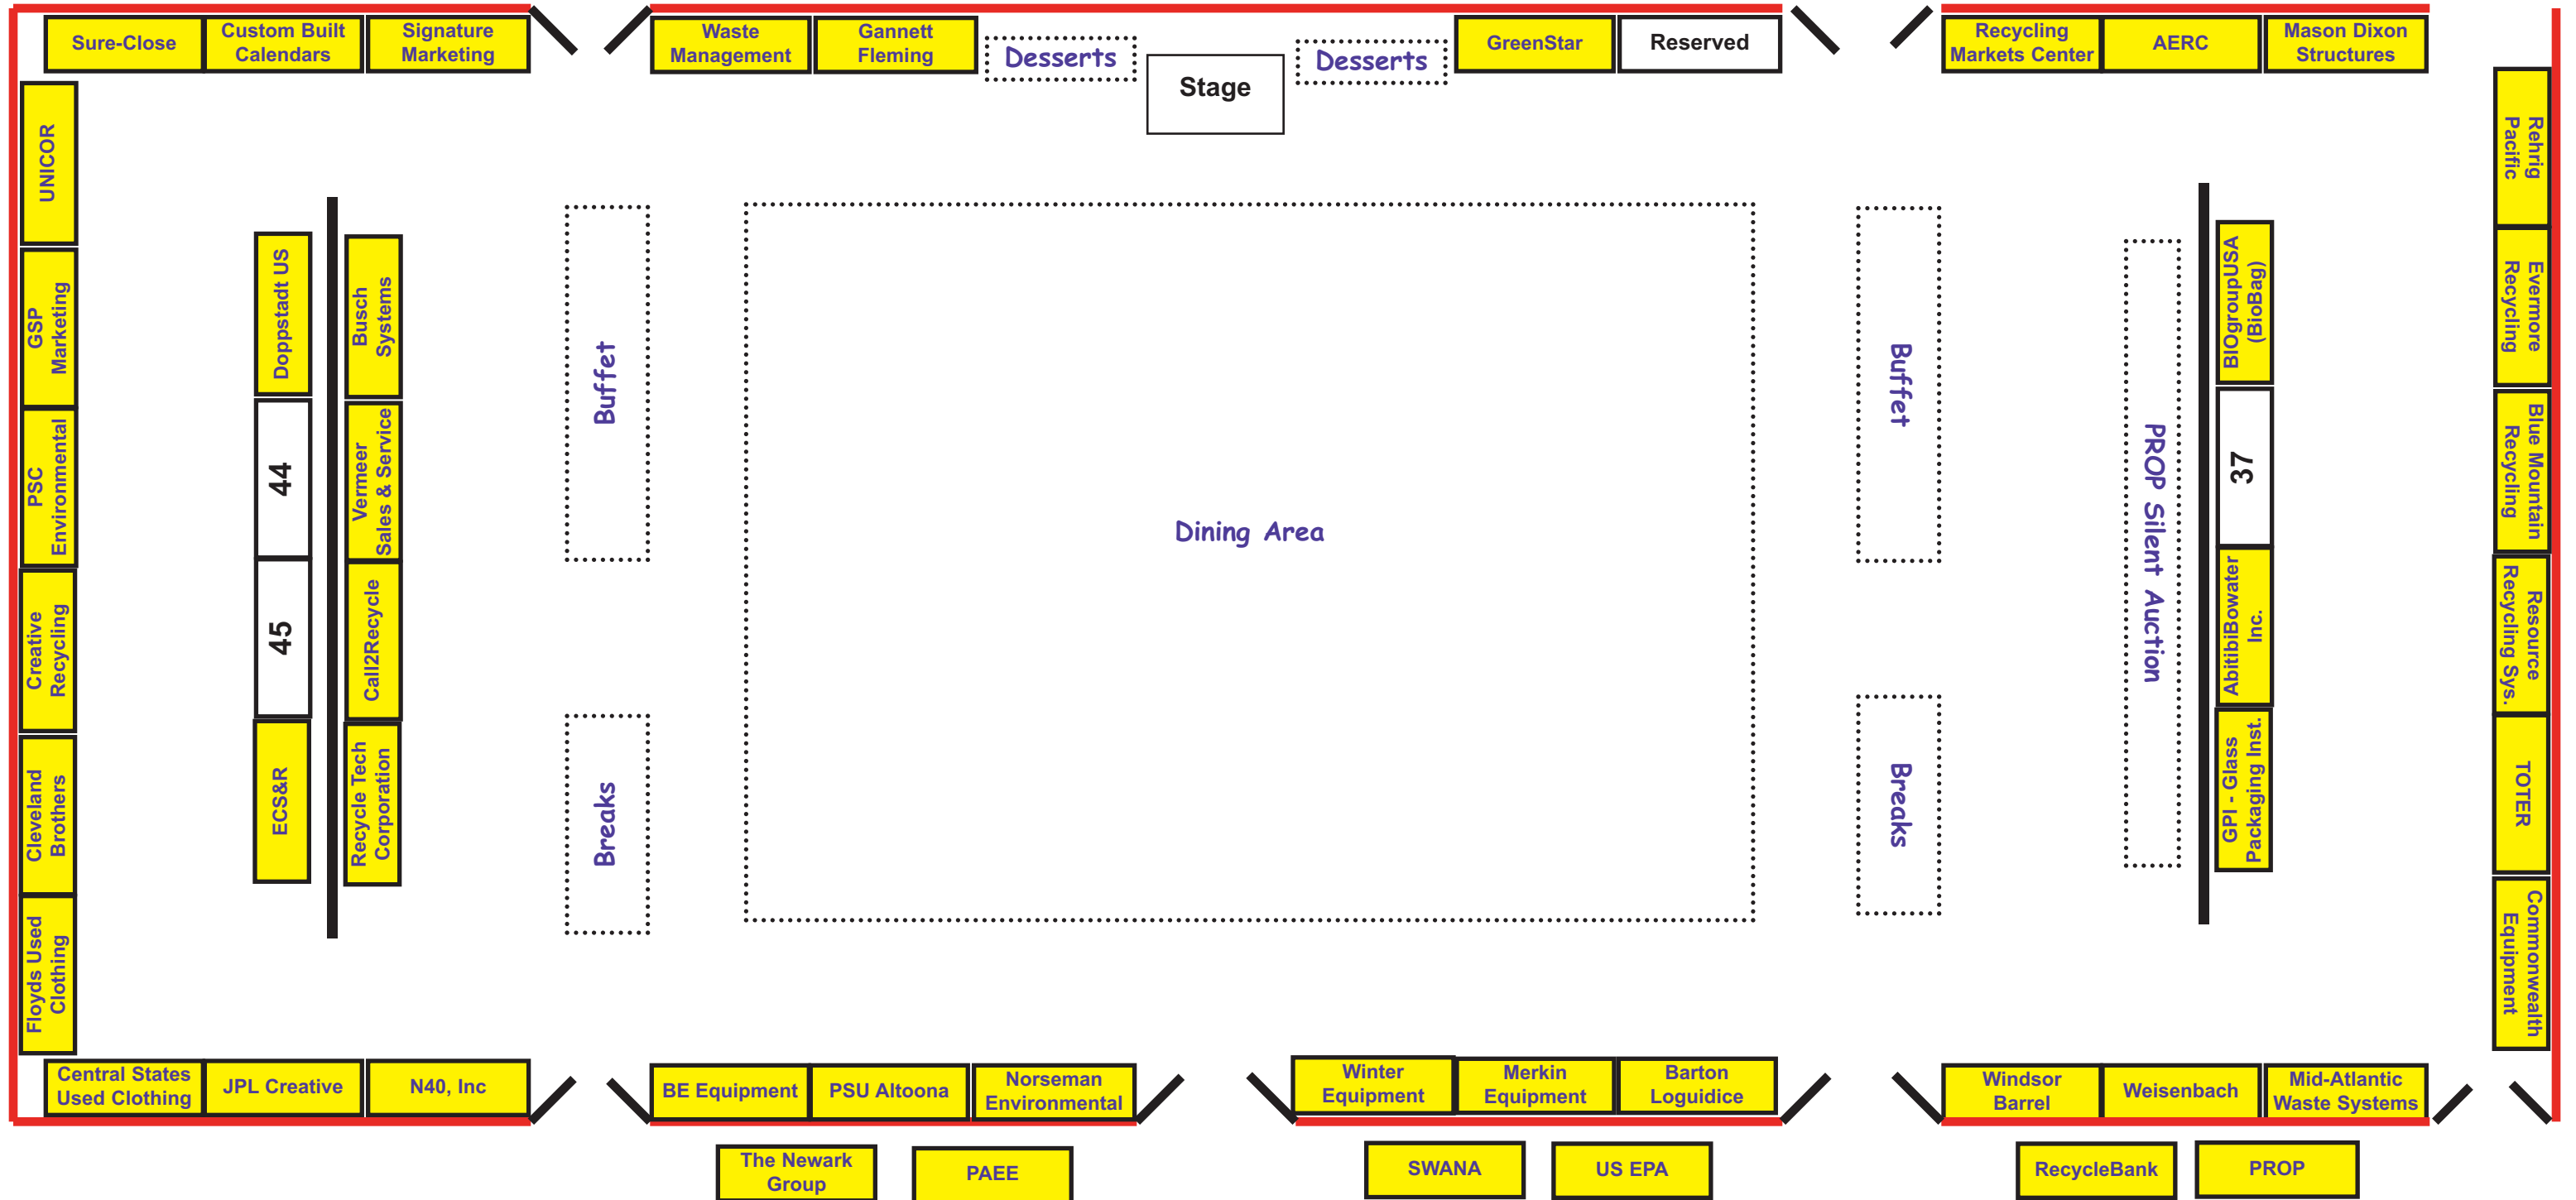 Sure-Close
Custom Built
Calendars
Signature
Marketing
Waste
Management
Gannett
Fleming
Desserts
Stage
Desserts
GreenStar
Reserved
Recycling
Markets Center
AERC
Mason Dixon
Structures
UNICOR
GSP
Marketing
PSC
Environmental
Creative
Recycling
Cleveland
Brothers
Floyds Used
Clothing
Doppstadt US
44
45
ECS&R
Busch
Systems
Vermeer
Sales & Service
Call2Recycle
Recycle Tech
Corporation
Buffet
Breaks
Dining Area
Buffet
Breaks
PROP Silent Auction
BIOgroupUSA
(BioBag)
37
AbitibiBowater
Inc.
GPI - Glass
Packaging Inst.
Rehrig
Pacific
Evermore
Recycling
Blue Mountain
Recycling
Resource
Recycling Sys.
TOTER
Commonwealth
Equipment
Central States
Used Clothing
JPL Creative
N40, Inc
BE Equipment
PSU Altoona
Norseman
Environmental
Winter
Equipment
Merkin
Equipment
Barton
Loguidice
Windsor
Barrel
Weisenbach
Mid-Atlantic
Waste Systems
The Newark
Group
PAEE
SWANA
US EPA
RecycleBank
PROP